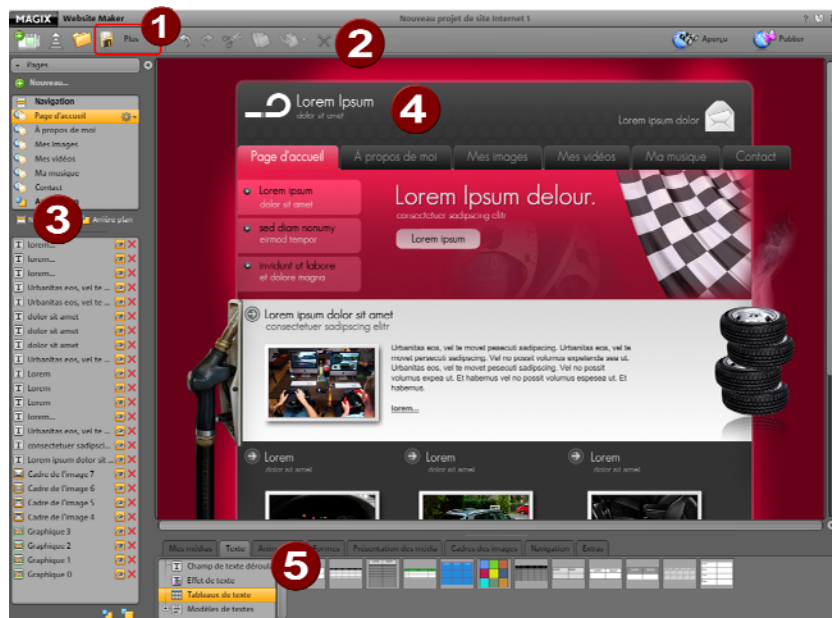 MAGIX Website Maker
Nouveau projet de site Internet 1
?
1
Plus
2
Aperçu
Publier
Pages
Nouveau...
Navigation
Page d'accueil
À propos de moi
Mes images
Mes vidéos
Ma musique
Contact
3
Arrière plan
lorem...
lorem...
lorem...
Urbanitas eos, vel te ...
Urbanitas eos, vel te ...
dolor sit amet
dolor sit amet
dolor sit amet
Urbanitas eos, vel te ...
Lorem
Lorem
Lorem
lorem...
Urbanitas eos, vel te ...
consectetuer sadipsci...
Lorem ipsum dolor sit ...
Cadre de l'image 7
Cadre de l'image 6
Cadre de l'image 5
Cadre de l'image 4
Graphique 3
Graphique 2
Graphique 1
Graphique 0
Lorem Ipsum
dolor sit amet
4
Lorem ipsum dolor
Page d'accueil
À propos de moi
Mes images
Mes vidéos
Ma musique
Contact
Lorem ipsum
dolor sit amet
sed diam nonumy
eirmod tempor
invidunt ut labore
et dolore magna
Lorem Ipsum delour.
consectetuer sadipscing elitr
Lorem ipsum
Lorem ipsum dolor sit amet
consectetuer sadipscing elitr
Urbanitas eos, vel te movet pesecuti sadipscing. Urbanitas eos, vel te
movet persecuti sadipscing. Vel no possit volumus expetenda sea ut.
Urbanitas eos, vel te movet pesecuti sadipscing. Vel no possit
volumus expea ut. Et habemus vel no possit volumus espesea ut. Et
habemus.
lorem...
Lorem
dolor sit amet
Lorem
dolor sit amet
Lorem
dolor sit amet
Mes médias
Texte
Formes
Présentation des média
Cadres des images
Navigation
Extras
5
Champ de texte déroula
Effet de texte
Tableaux de texte
Modèles de textes